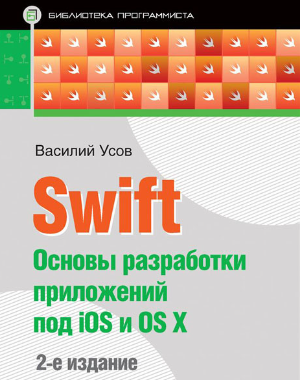 БИБЛИОТЕКА ПРОГРАММИСТА
Василий Усов
Swift
Основы разработки
приложений
под iOS и OS X
2-е издание